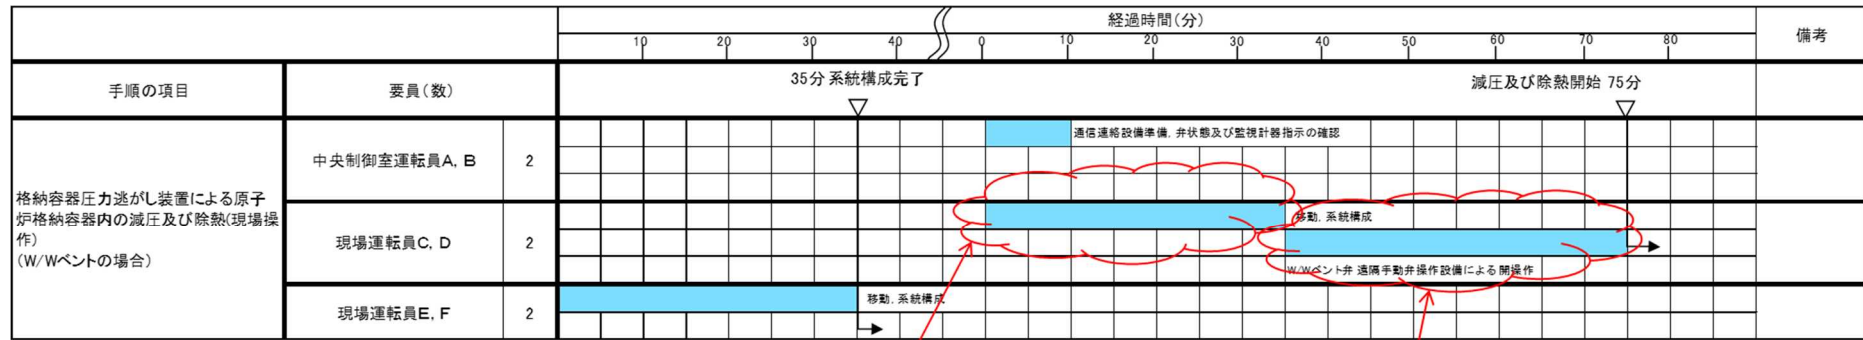 経過時間(分)
備考
10 20 30 40 0 10 20 30 40 50 60 70 80
手順の項目
要員(数)
35分 系統構成完了
減圧及び除熱開始 75分
格納容器圧力逃がし装置による原子
炉格納容器内の減圧及び除熱(現場操
作)
(W/Wベントの場合)
中央制御室運転員A, B
2
通信連絡設備準備, 弁状態及び監視計器指示の確認
現場運転員C, D
2
移動, 系統構成
W/Wベント弁 遠隔手動弁操作設備による開操作
現場運転員E, F
2
移動, 系統構成